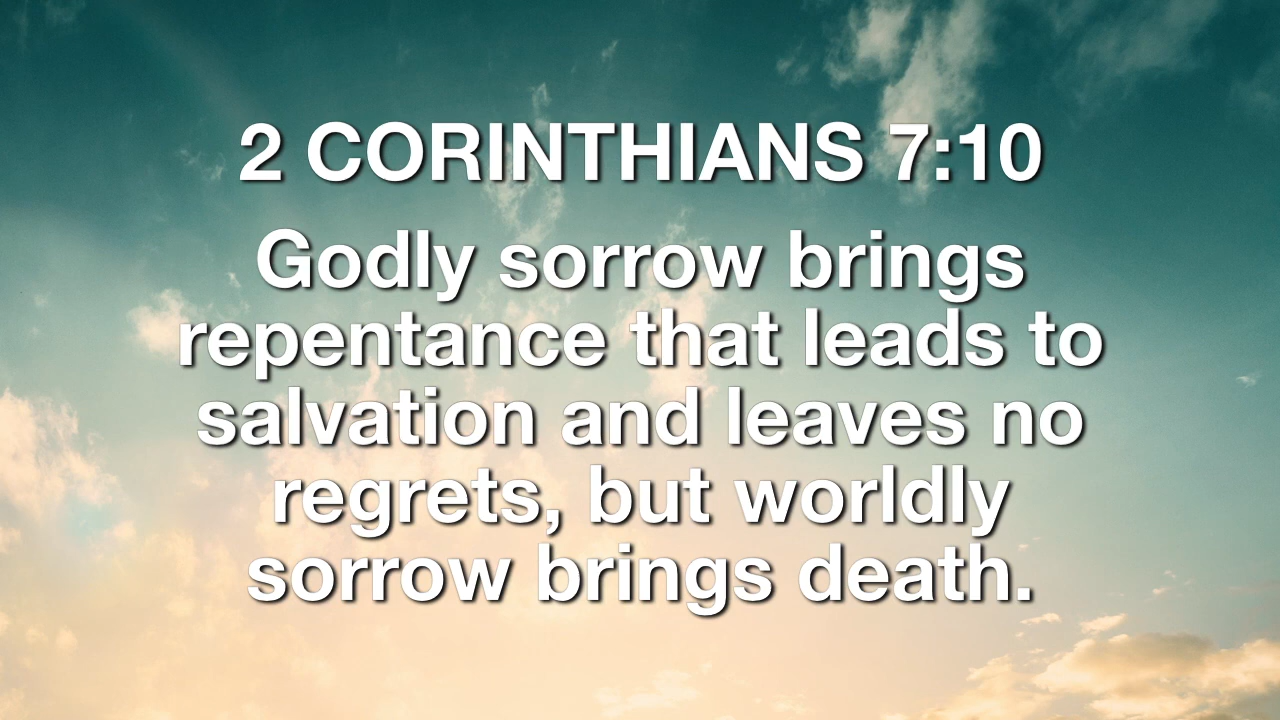 2 CORINTHIANS 7:10
Godly sorrow brings
repentance that leads to
salvation and leaves no
regrets, but worldly
sorrow brings death.